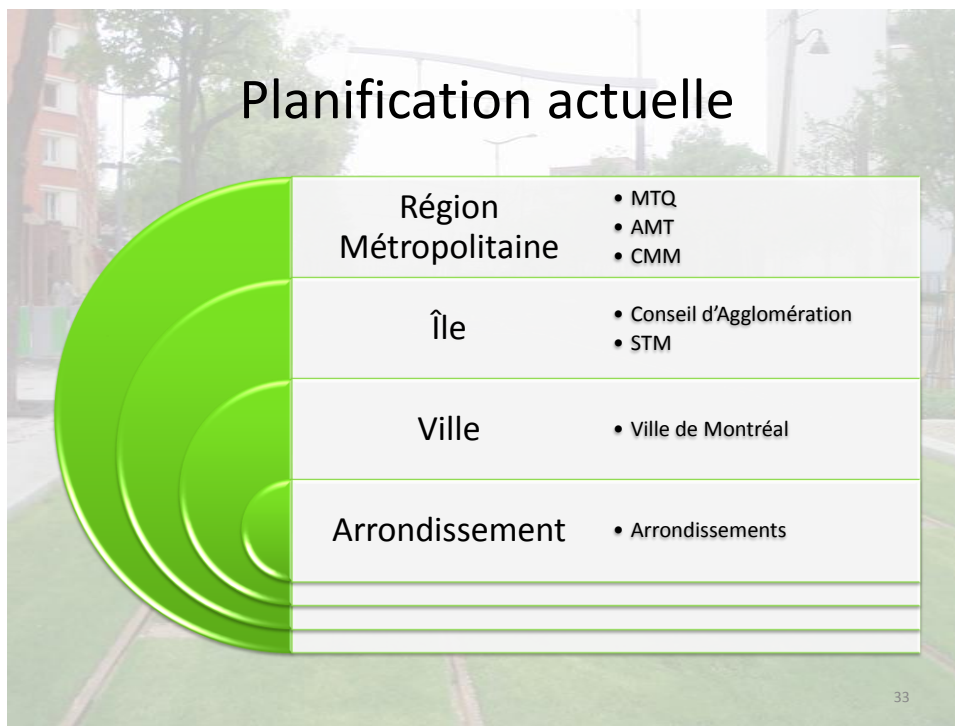 Planification actuelle
Région
Métropolitaine
• MTQ
• AMT
• CMM
Île
• Conseil d’Agglomération
• STM
Ville
• Ville de Montréal
Arrondissement
• Arrondissements
33